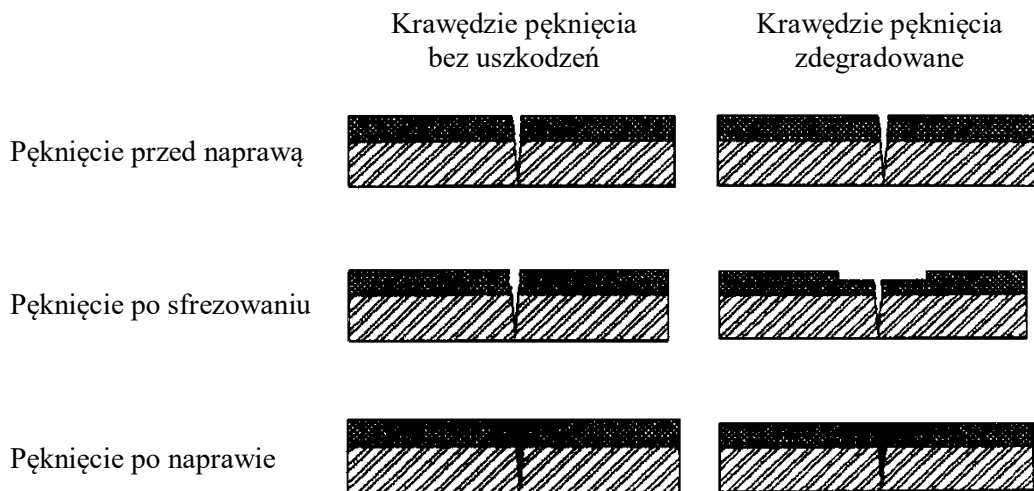 Krawędzie pęknięcia
bez uszkodzeń
Krawędzie pęknięcia
zdegradowane
Pęknięcie przed naprawą
Pęknięcie po sfrezowaniu
Pęknięcie po naprawie